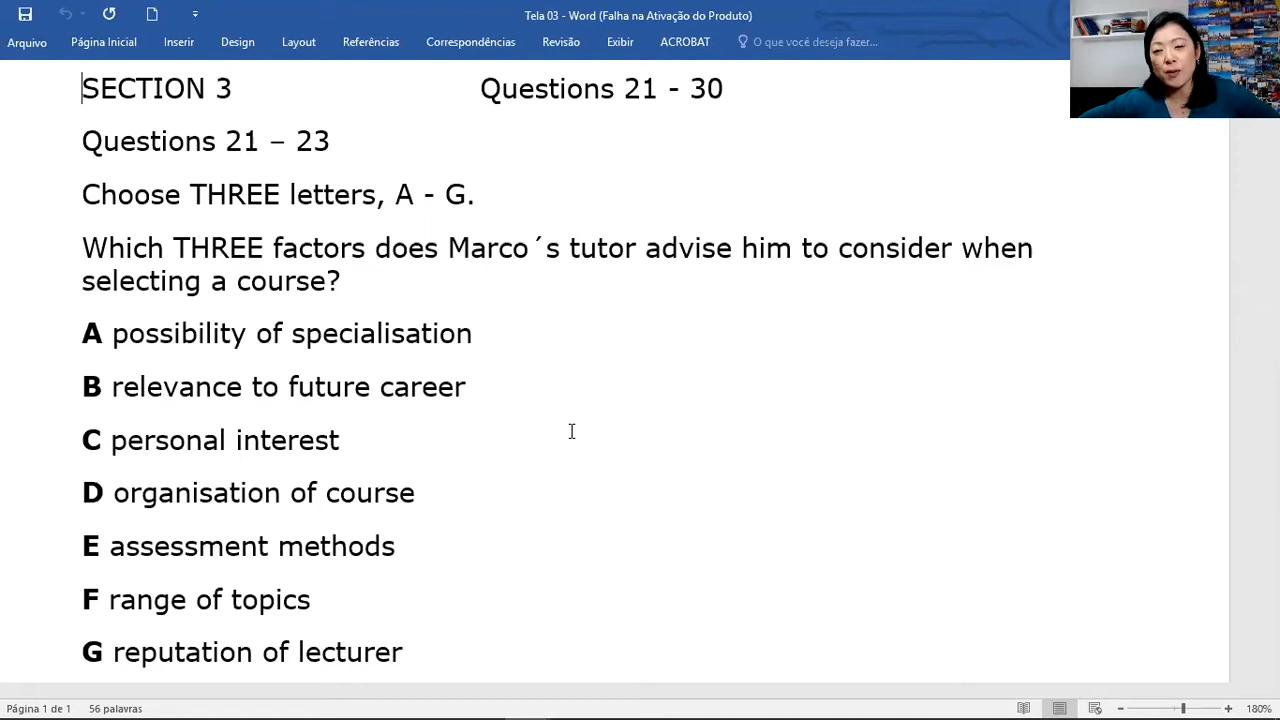 Tela 03 - Word (Falha na Ativação do Produto)
Arquivo Página Inicial Inserir Design Layout Referências Correspondências Revisão Exibir ACROBAT O que você deseja fazer...
SECTION 3 Questions 21 - 30
Questions 21 – 23
Choose THREE letters, A - G.
Which THREE factors does Marco´s tutor advise him to consider when
selecting a course?
A possibility of specialisation
B relevance to future career
C personal interest
D organisation of course
E assessment methods
F range of topics
G reputation of lecturer
Página 1 de 1 56 palavras 180%